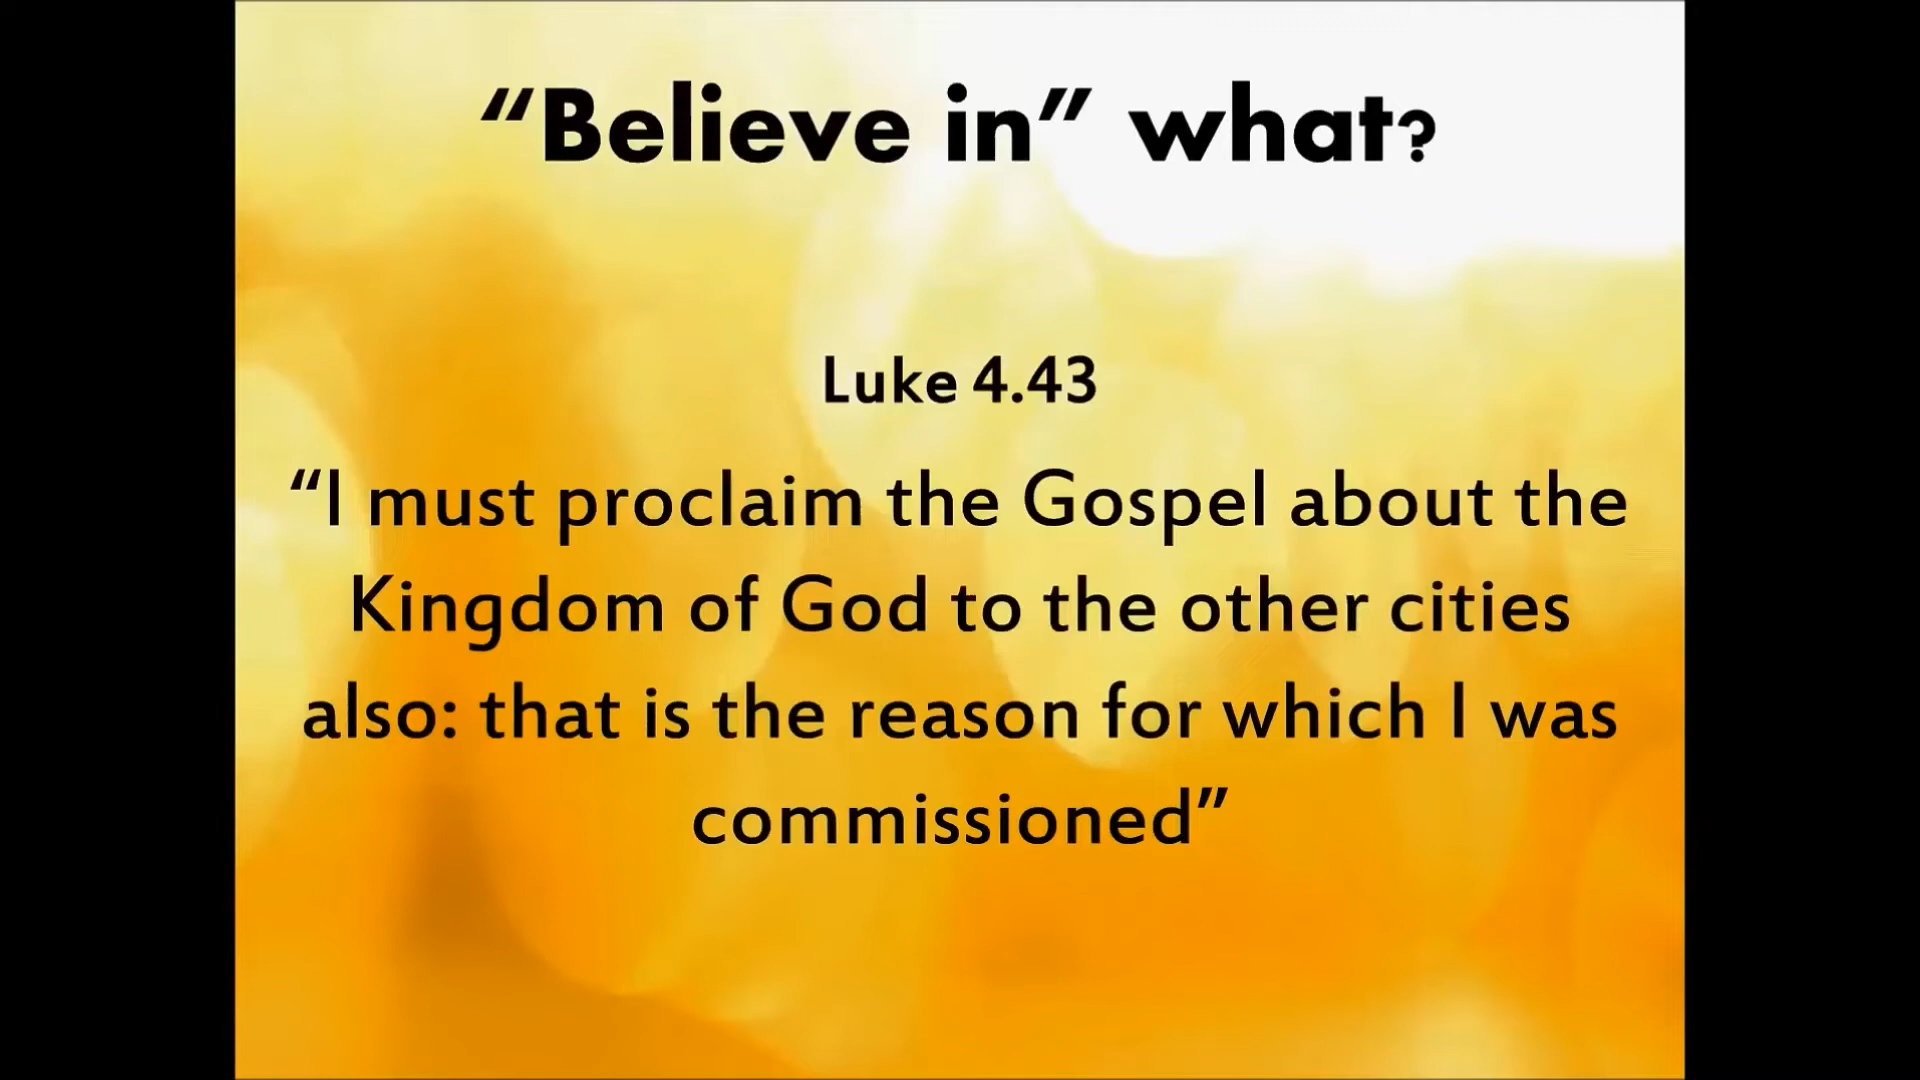 “Believe in” what?
Luke 4.43
“I must proclaim the Gospel about the
Kingdom of God to the other cities
also: that is the reason for which I was
commissioned”